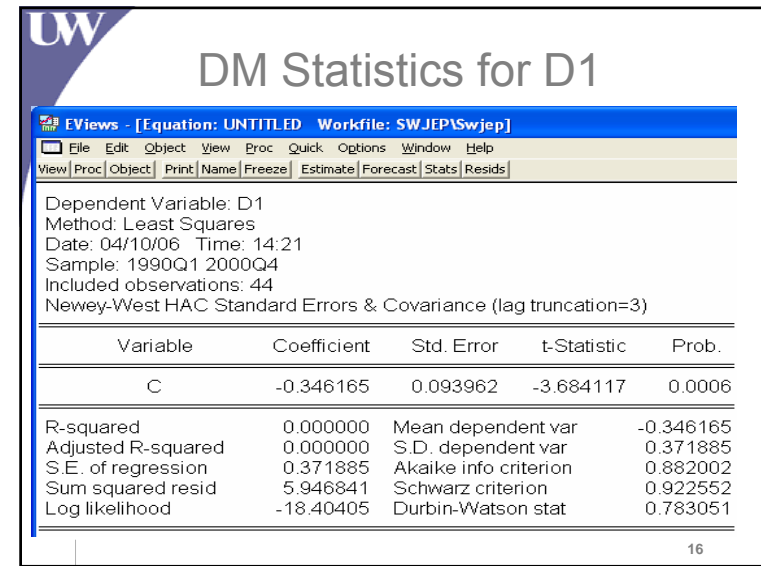 UW
DM Statistics for D1
EViews - [Equation: UNTITLED Workfile: SWJEP\Swjep]
File Edit Object View Proc Quick Options Window Help
View Proc Object Print Name Freeze Estimate Forecast Stats Resids
Dependent Variable: D1
Method: Least Squares
Date: 04/10/06 Time: 14:21
Sample: 1990Q1 2000Q4
Included observations: 44
Newey-West HAC Standard Errors & Covariance (lag truncation=3)
Variable Coefficient Std. Error t-Statistic Prob.
C -0.346165 0.093962 -3.684117 0.0006
R-squared 0.000000 Mean dependent var -0.346165
Adjusted R-squared 0.000000 S.D. dependent var 0.371885
S.E. of regression 0.371885 Akaike info criterion 0.882002
Sum squared resid 5.946841 Schwarz criterion 0.922552
Log likelihood -18.40405 Durbin-Watson stat 0.783051
16